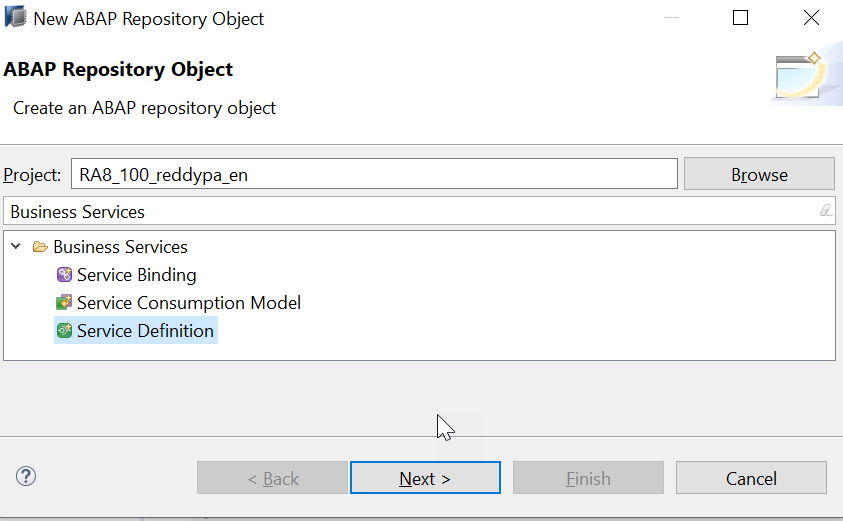 New ABAP Repository Object
ABAP Repository Object
Create an ABAP repository object
Project: RA8_100_reddypa_en Browse
Business Services
Business Services
Service Binding
Service Consumption Model
Service Definition
? < Back Next > Finish Cancel